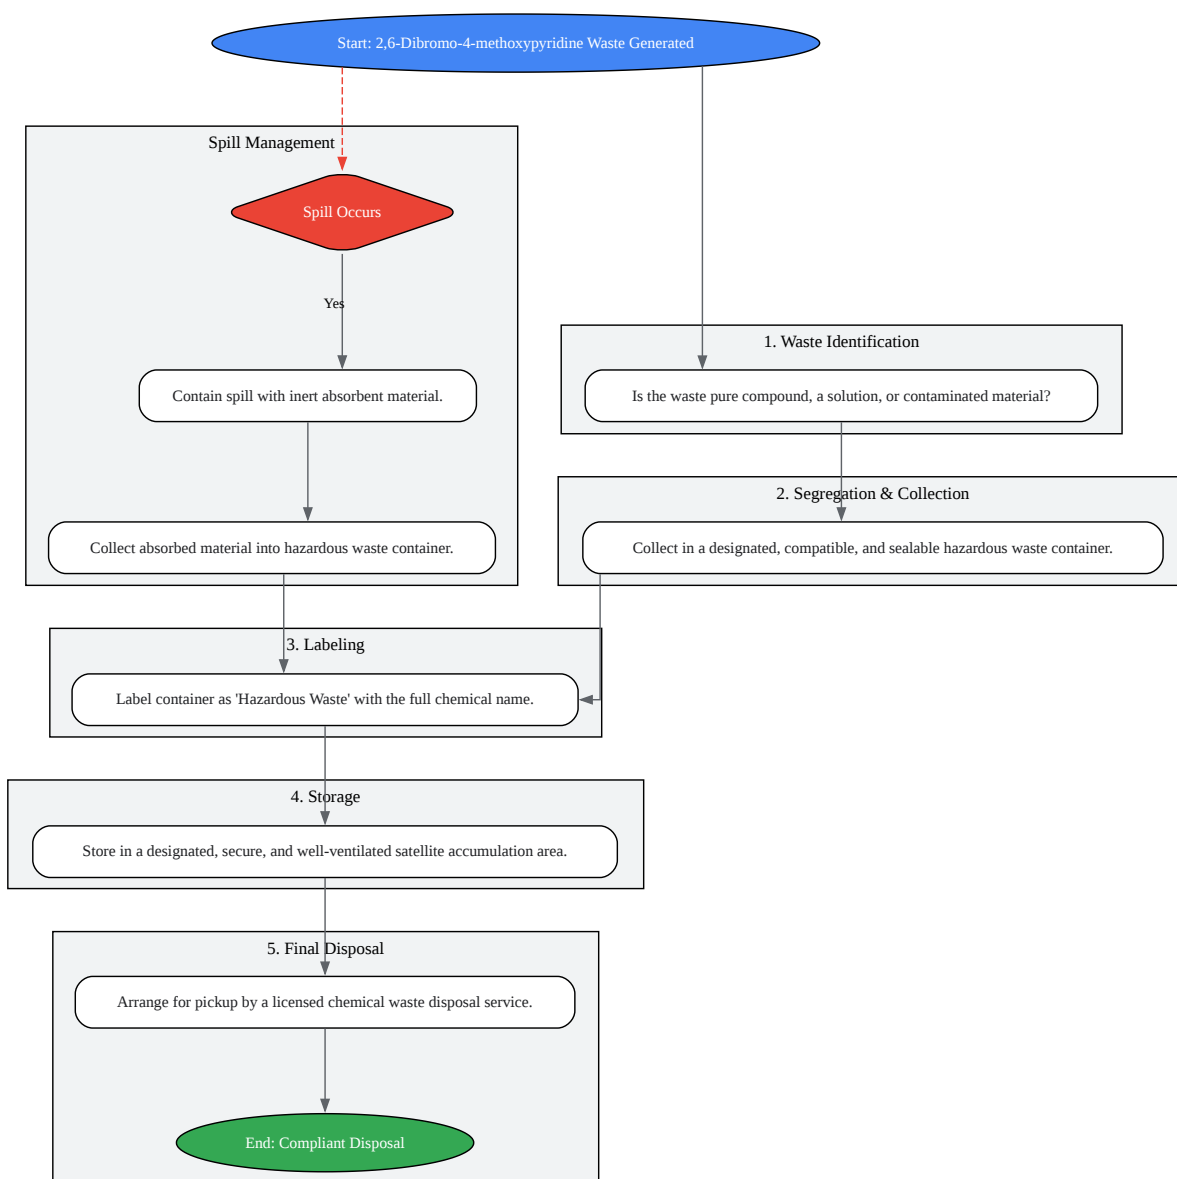 Start: 2,6-Dibromo-4-methoxypyridine Waste Generated
Spill Management
Spill Occurs
Yes
Contain spill with inert absorbent material.
Collect absorbed material into hazardous waste container.
1. Waste Identification
Is the waste pure compound, a solution, or contaminated material?
2. Segregation & Collection
Collect in a designated, compatible, and sealable hazardous waste container.
3. Labeling
Label container as 'Hazardous Waste' with the full chemical name.
4. Storage
Store in a designated, secure, and well-ventilated satellite accumulation area.
5. Final Disposal
Arrange for pickup by a licensed chemical waste disposal service.
End: Compliant Disposal